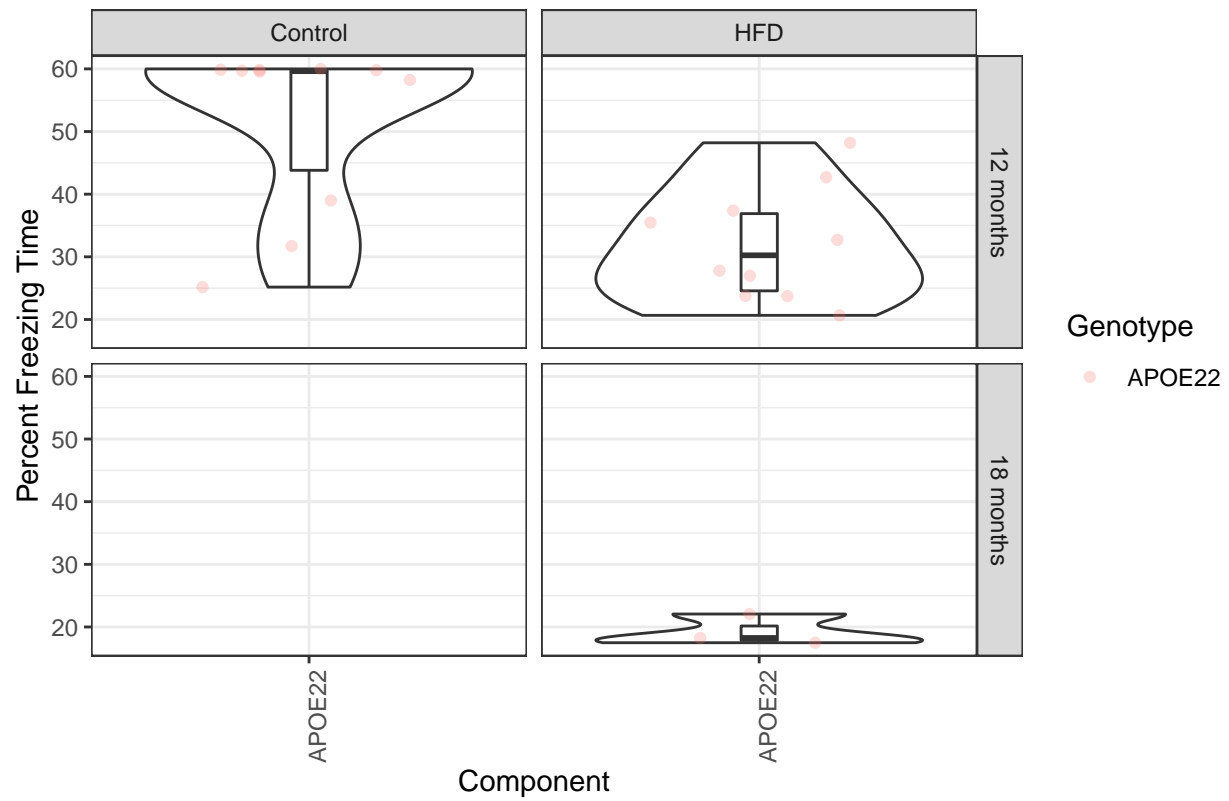 Control
HFD
60
50
40
30
20
12 months
60
50
40
30
20
18 months
Percent Freezing Time
APOE22
APOE22
Component
Genotype
APOE22